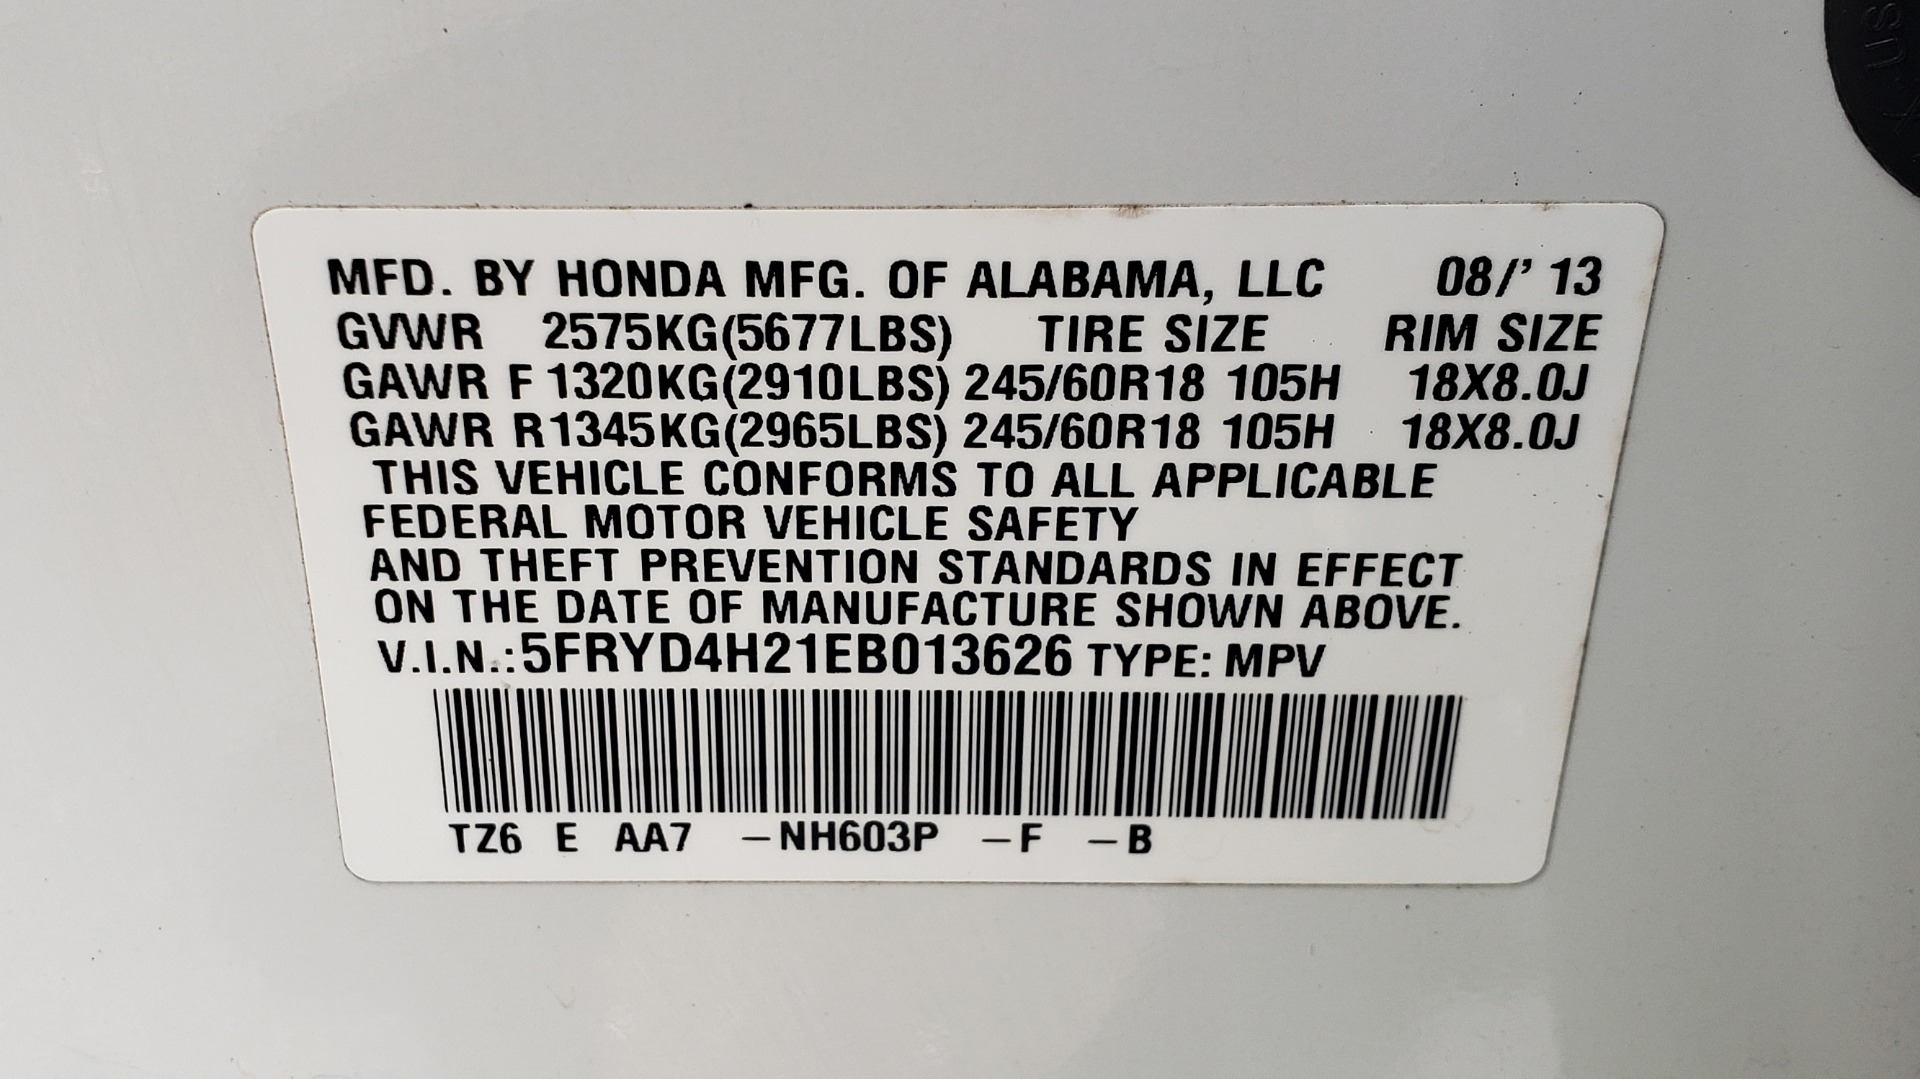 MFD. BY HONDA MFG. OF ALABAMA, LLC 08/' 13
GVWR 2575KG(5677LBS) TIRE SIZE RIM SIZE
GAWR F 1320KG(2910LBS) 245/60R18 105H 18X8.0J
GAWR R1345KG(2965LBS) 245/60R18 105H 18X8.0J
THIS VEHICLE CONFORMS TO ALL APPLICABLE
FEDERAL MOTOR VEHICLE SAFETY
AND THEFT PREVENTION STANDARDS IN EFFECT
ON THE DATE OF MANUFACTURE SHOWN ABOVE.
V.I.N.:5FRYD4H21EB013626 TYPE: MPV
TZ6 E AA7 –NH603P –F –B